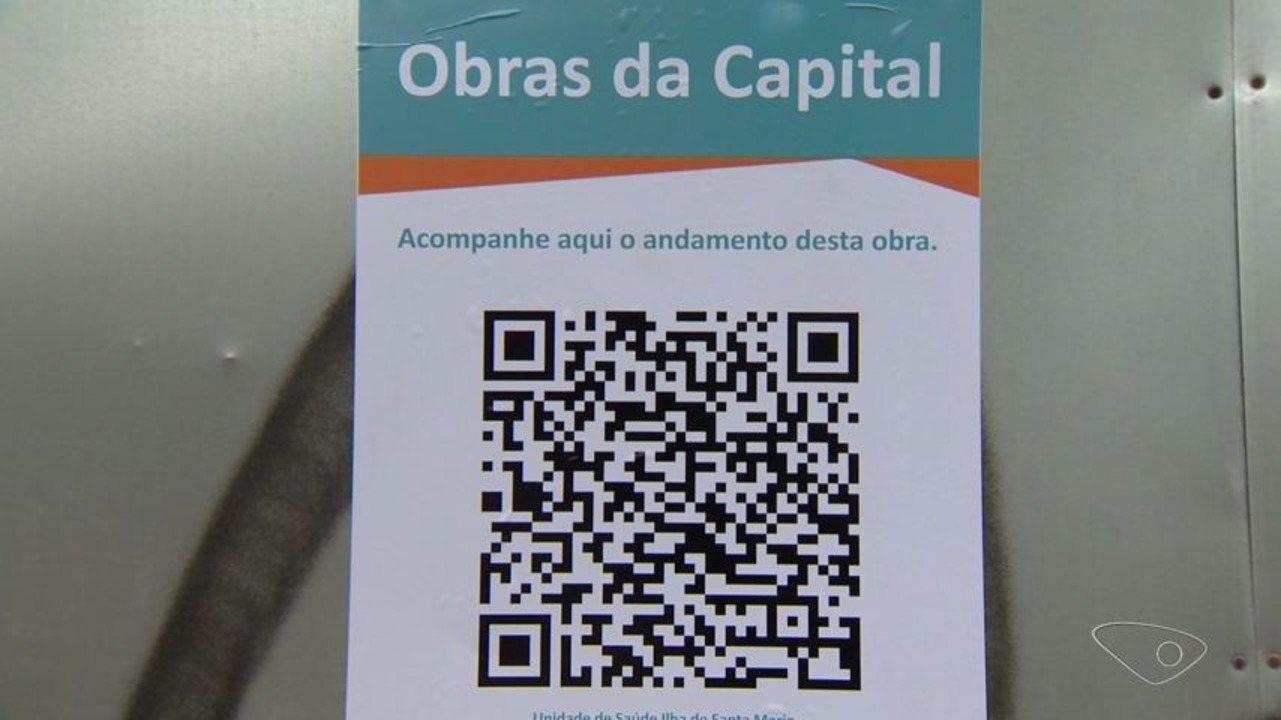 Obras da Capital
Acompanhe aqui o andamento desta obra.
Unidade de Saúde Ilha de Santa Maria